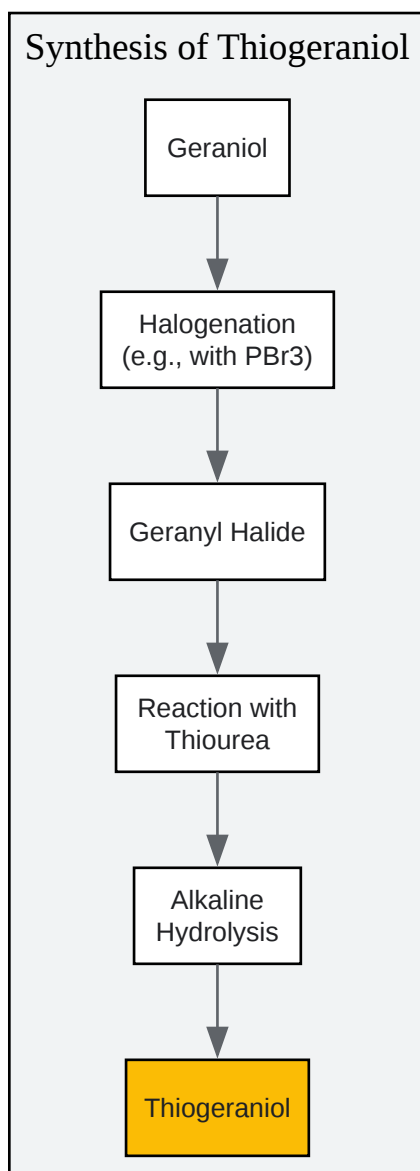 Synthesis of Thiogeraniol
Geraniol
Halogenation
(e.g., with PBr3)
Geranyl Halide
Reaction with
Thiourea
Alkaline
Hydrolysis
Thiogeraniol